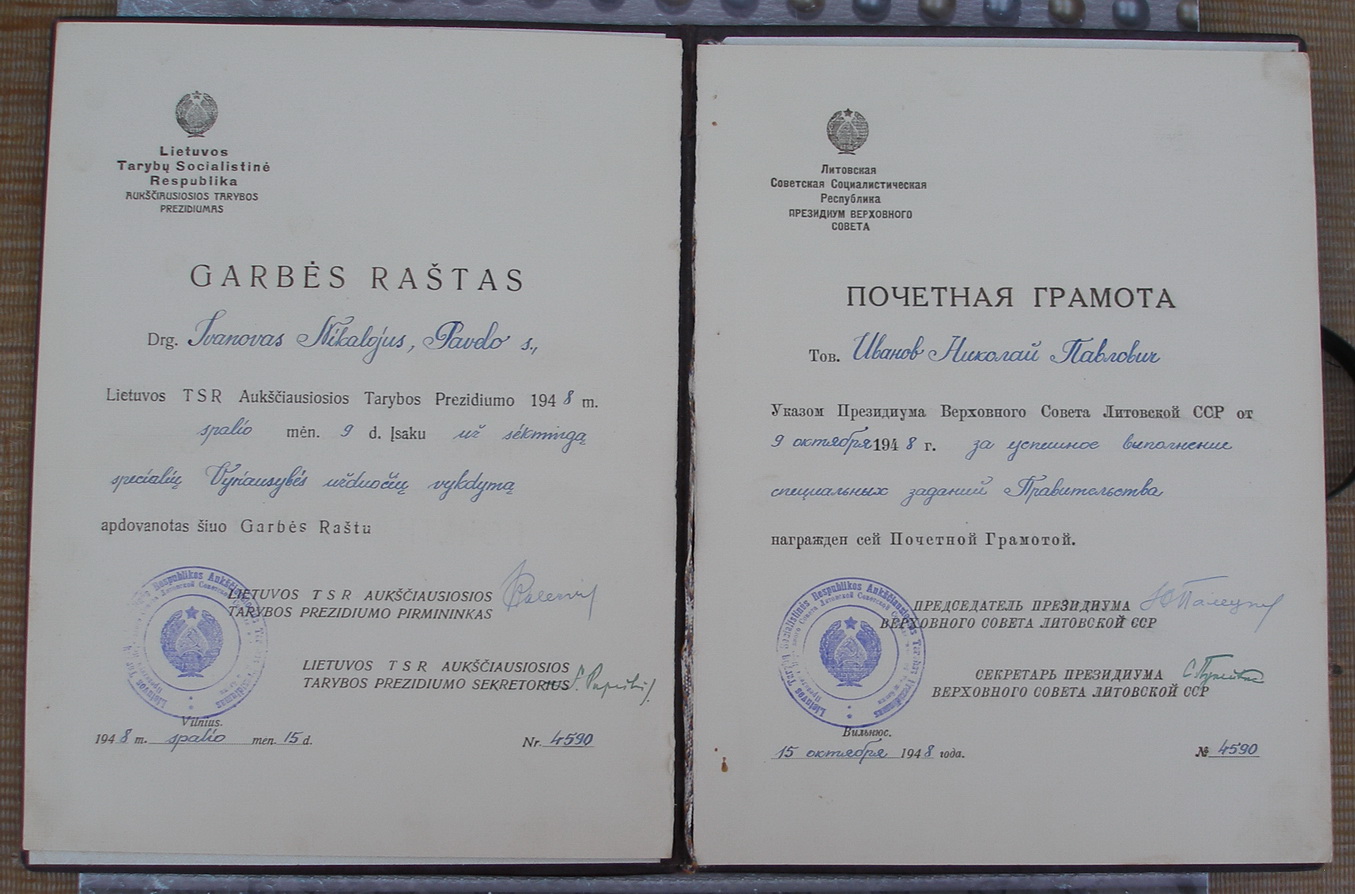 Lietuvos
Tarybų Socialistinė
Respublika
AUKŠČIAUSIOSIOS TARYBOS
PREZIDIUMAS
GARBĖS RAŠTAS
Drg. Ivanovas Nikalojus, Pavdo s.,
Lietuvos TSR Aukščiausiosios Tarybos Prezidiumo 1948 m.
spalio mėn. 9 d. Įsaku už sėkmingą
specialių Vyriausybės užduočių vykdymą
apdovanotas šiuo Garbės Raštu
LIETUVOS TSR AUKŠČIAUSIOSIOS
TARYBOS PREZIDIUMO PIRMININKAS
LIETUVOS TSR AUKŠČIAUSIOSIOS
TARYBOS PREZIDIUMO SEKRETORIUS
Vilnius.
1948 m. spalio mėn. 15 d. Nr. 4590
Литовская
Советская Социалистическая
Республика
ПРЕЗИДИУМ ВЕРХОВНОГО
СОВЕТА
ПОЧЕТНАЯ ГРАМОТА
Тов. Иванов Николай Павлович
Указом Президиума Верховного Совета Литовской ССР от
9 октября 1948 г. за успешное выполнение
специальных заданий Правительства
награжден сей Почетной Грамотой.
ПРЕДСЕДАТЕЛЬ ПРЕЗИДИУМА
ВЕРХОВНОГО СОВЕТА ЛИТОВСКОЙ ССР
СЕКРЕТАРЬ ПРЕЗИДИУМА
ВЕРХОВНОГО СОВЕТА ЛИТОВСКОЙ ССР
Вильнюс.
15 октября 1948 года. № 4590